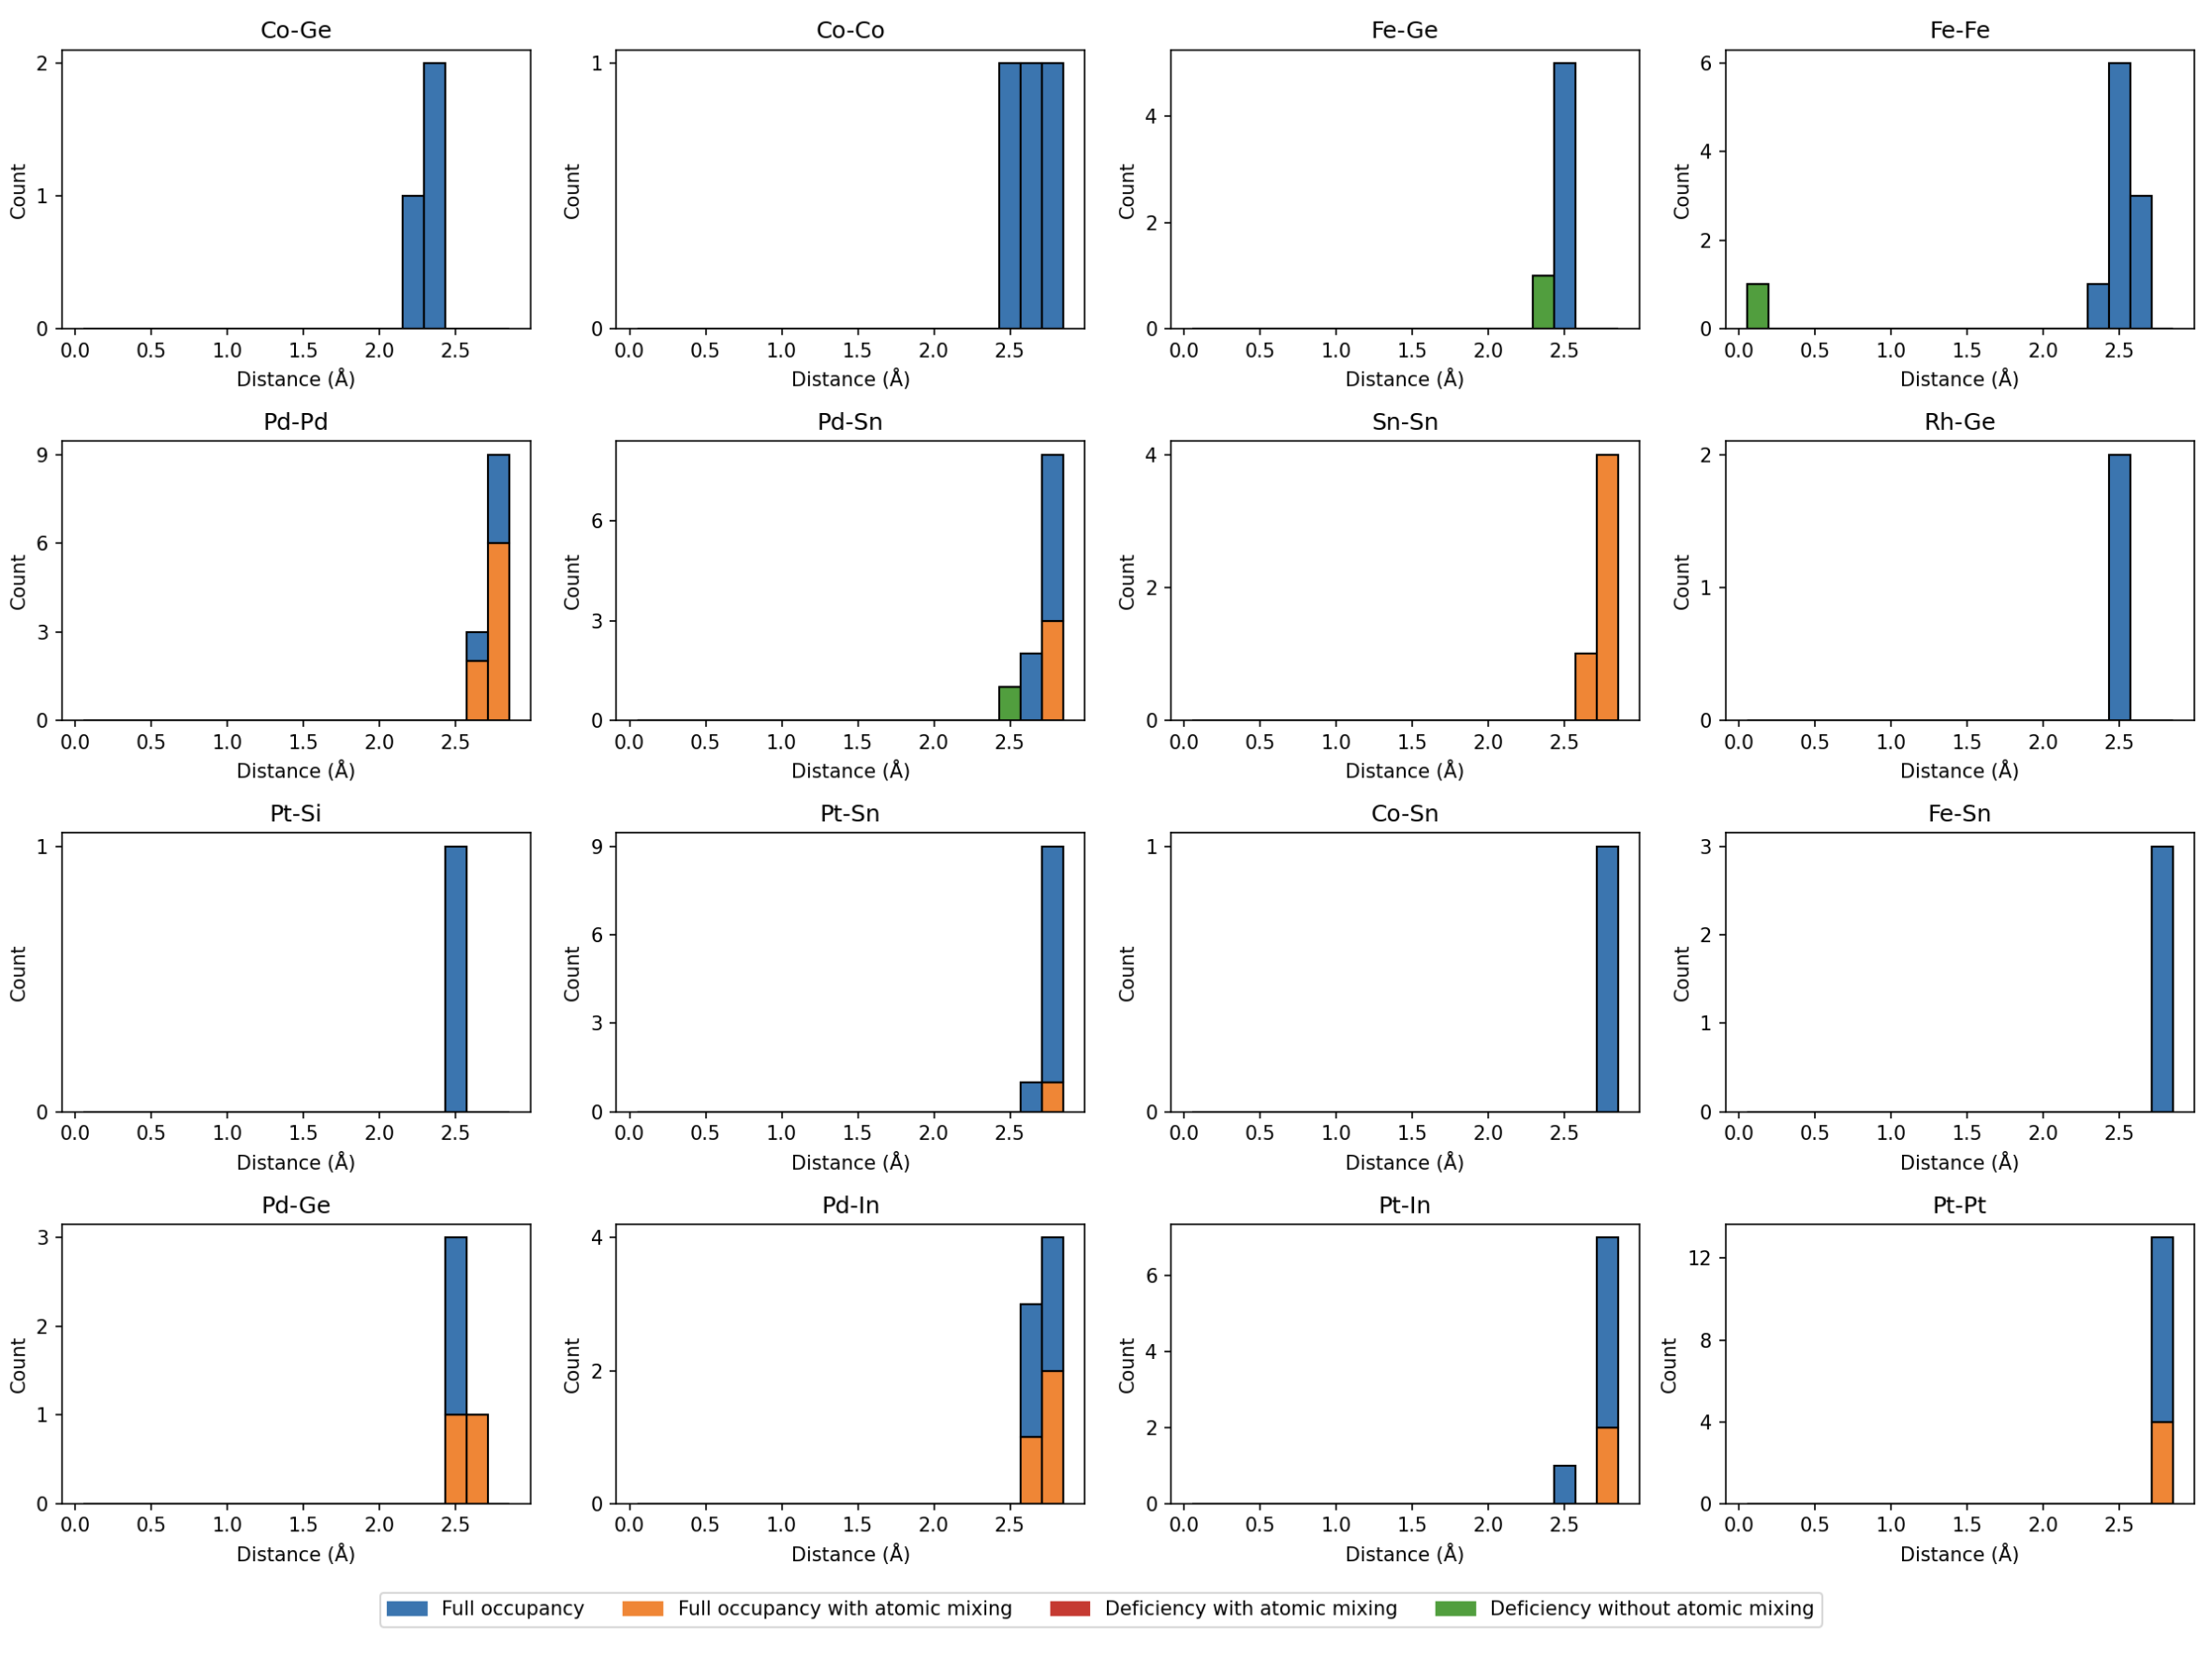 Co-Ge
Count
2
1
0
0.0 0.5 1.0 1.5 2.0 2.5
Distance (Å)
Co-Co
Count
1
0
0.0 0.5 1.0 1.5 2.0 2.5
Distance (Å)
Fe-Ge
Count
4
2
0
0.0 0.5 1.0 1.5 2.0 2.5
Distance (Å)
Fe-Fe
Count
6
4
2
0
0.0 0.5 1.0 1.5 2.0 2.5
Distance (Å)
Pd-Pd
Count
9
6
3
0
0.0 0.5 1.0 1.5 2.0 2.5
Distance (Å)
Pd-Sn
Count
6
3
0
0.0 0.5 1.0 1.5 2.0 2.5
Distance (Å)
Sn-Sn
Count
4
2
0
0.0 0.5 1.0 1.5 2.0 2.5
Distance (Å)
Rh-Ge
Count
2
1
0
0.0 0.5 1.0 1.5 2.0 2.5
Distance (Å)
Pt-Si
Count
1
0
0.0 0.5 1.0 1.5 2.0 2.5
Distance (Å)
Pt-Sn
Count
9
6
3
0
0.0 0.5 1.0 1.5 2.0 2.5
Distance (Å)
Co-Sn
Count
1
0
0.0 0.5 1.0 1.5 2.0 2.5
Distance (Å)
Fe-Sn
Count
3
2
1
0
0.0 0.5 1.0 1.5 2.0 2.5
Distance (Å)
Pd-Ge
Count
3
2
1
0
0.0 0.5 1.0 1.5 2.0 2.5
Distance (Å)
Pd-In
Count
4
2
0
0.0 0.5 1.0 1.5 2.0 2.5
Distance (Å)
Pt-In
Count
6
4
2
0
0.0 0.5 1.0 1.5 2.0 2.5
Distance (Å)
Pt-Pt
Count
12
8
4
0
0.0 0.5 1.0 1.5 2.0 2.5
Distance (Å)
Full occupancy Full occupancy with atomic mixing Deficiency with atomic mixing Deficiency without atomic mixing